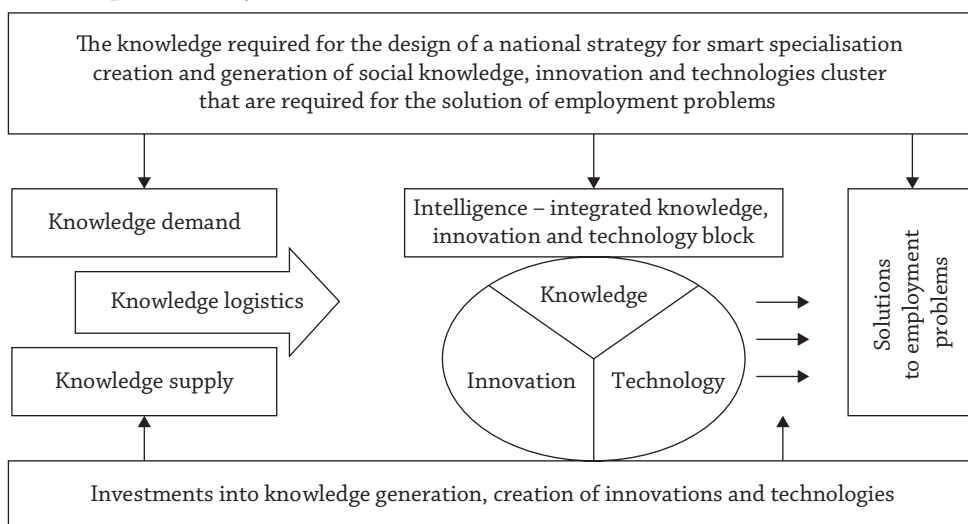 The knowledge required for the design of a national strategy for smart specialisation
creation and generation of social knowledge, innovation and technologies cluster
that are required for the solution of employment problems
Knowledge demand
Intelligence – integrated knowledge,
innovation and technology block
Knowledge logistics
Knowledge
Innovation
Technology
Solutions
to employment
problems
Knowledge supply
Investments into knowledge generation, creation of innovations and technologies